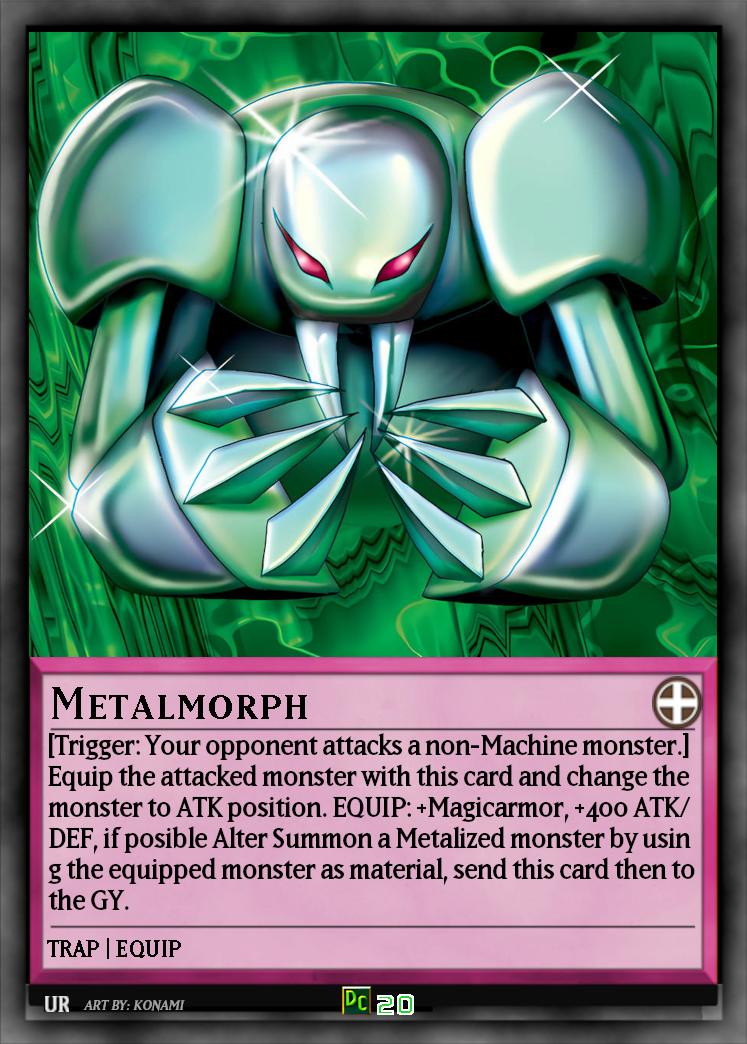 Metalmorph
[Trigger: Your opponent attacks a non-Machine monster.]
Equip the attacked monster with this card and change the
monster to ATK position. EQUIP: +Magicarmor, +400 ATK/
DEF, if posible Alter Summon a Metalized monster by usin
g the equipped monster as material, send this card then to
the GY.
TRAP | EQUIP
UR ART BY: KONAMI DC 20